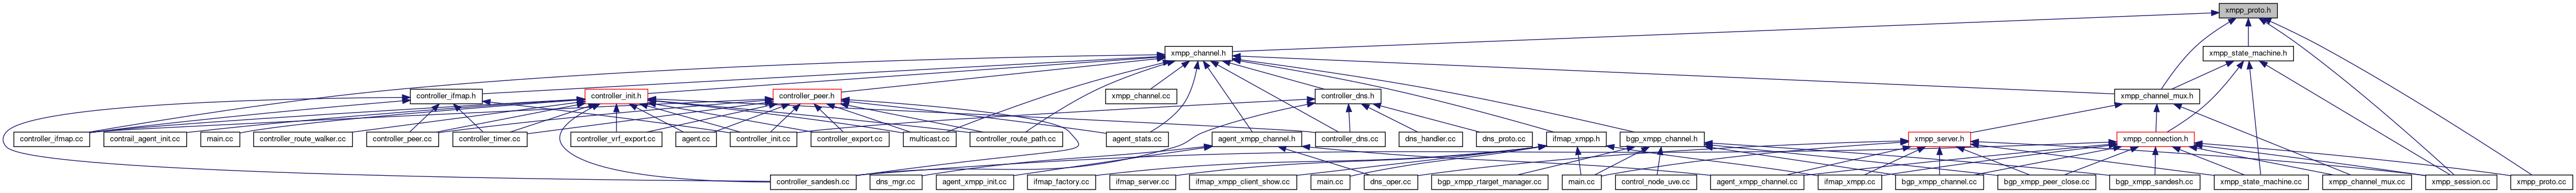 xmpp_proto.h
xmpp_channel.h
xmpp_state_machine.h
controller_ifmap.h
controller_init.h
controller_peer.h
xmpp_channel.cc
controller_dns.h
xmpp_channel_mux.h
controller_ifmap.cc
contrail_agent_init.cc
main.cc
controller_route_walker.cc
controller_peer.cc
controller_timer.cc
controller_vrf_export.cc
agent.cc
controller_init.cc
controller_export.cc
multicast.cc
controller_route_path.cc
agent_stats.cc
agent_xmpp_channel.h
controller_dns.cc
dns_handler.cc
dns_proto.cc
ifmap_xmpp.h
bgp_xmpp_channel.h
xmpp_server.h
xmpp_connection.h
controller_sandesh.cc
dns_mgr.cc
agent_xmpp_init.cc
ifmap_factory.cc
ifmap_server.cc
ifmap_xmpp_client_show.cc
main.cc
dns_oper.cc
bgp_xmpp_rtarget_manager.cc
main.cc
control_node_uve.cc
agent_xmpp_channel.cc
ifmap_xmpp.cc
bgp_xmpp_channel.cc
bgp_xmpp_peer_close.cc
bgp_xmpp_sandesh.cc
xmpp_state_machine.cc
xmpp_channel_mux.cc
xmpp_session.cc
xmpp_proto.cc